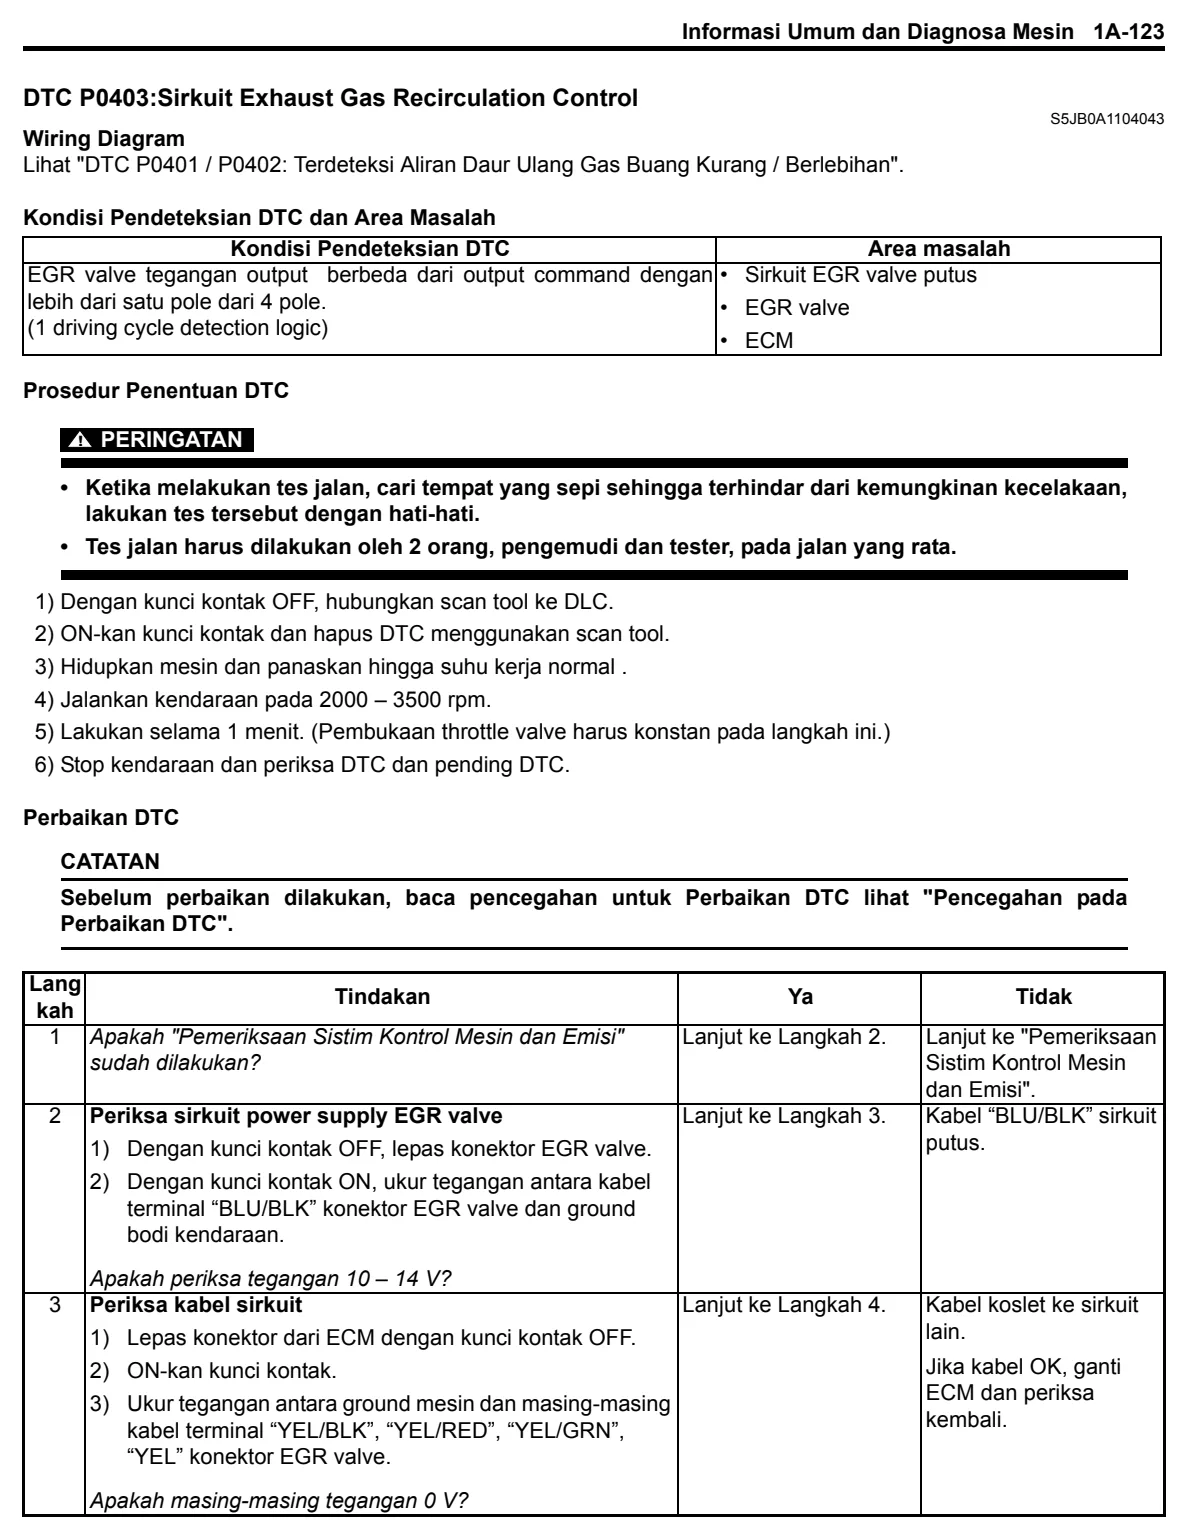 Informasi Umum dan Diagnosa Mesin 1A-123
DTC P0403:Sirkuit Exhaust Gas Recirculation Control
S5JB0A1104043
Wiring Diagram
Lihat "DTC P0401 / P0402: Terdeteksi Aliran Daur Ulang Gas Buang Kurang / Berlebihan".
Kondisi Pendeteksian DTC dan Area Masalah
Kondisi Pendeteksian DTC
Area masalah
EGR valve tegangan output berbeda dari output command dengan
lebih dari satu pole dari 4 pole.
(1 driving cycle detection logic)
• Sirkuit EGR valve putus
• EGR valve
• ECM
Prosedur Penentuan DTC
PERINGATAN
• Ketika melakukan tes jalan, cari tempat yang sepi sehingga terhindar dari kemungkinan kecelakaan,
lakukan tes tersebut dengan hati-hati.
• Tes jalan harus dilakukan oleh 2 orang, pengemudi dan tester, pada jalan yang rata.
1) Dengan kunci kontak OFF, hubungkan scan tool ke DLC.
2) ON-kan kunci kontak dan hapus DTC menggunakan scan tool.
3) Hidupkan mesin dan panaskan hingga suhu kerja normal .
4) Jalankan kendaraan pada 2000 – 3500 rpm.
5) Lakukan selama 1 menit. (Pembukaan throttle valve harus konstan pada langkah ini.)
6) Stop kendaraan dan periksa DTC dan pending DTC.
Perbaikan DTC
CATATAN
Sebelum perbaikan dilakukan, baca pencegahan untuk Perbaikan DTC lihat "Pencegahan pada
Perbaikan DTC".
Lang
kah
Tindakan
Ya
Tidak
1
Apakah "Pemeriksaan Sistim Kontrol Mesin dan Emisi"
sudah dilakukan?
Lanjut ke Langkah 2.
Lanjut ke "Pemeriksaan
Sistim Kontrol Mesin
dan Emisi".
2
Periksa sirkuit power supply EGR valve
1) Dengan kunci kontak OFF, lepas konektor EGR valve.
2) Dengan kunci kontak ON, ukur tegangan antara kabel
terminal “BLU/BLK” konektor EGR valve dan ground
bodi kendaraan.
Apakah periksa tegangan 10 – 14 V?
Lanjut ke Langkah 3.
Kabel “BLU/BLK” sirkuit
putus.
3
Periksa kabel sirkuit
1) Lepas konektor dari ECM dengan kunci kontak OFF.
2) ON-kan kunci kontak.
3) Ukur tegangan antara ground mesin dan masing-masing
kabel terminal “YEL/BLK”, “YEL/RED”, “YEL/GRN”,
“YEL” konektor EGR valve.
Apakah masing-masing tegangan 0 V?
Lanjut ke Langkah 4.
Kabel koslet ke sirkuit
lain.
Jika kabel OK, ganti
ECM dan periksa
kembali.